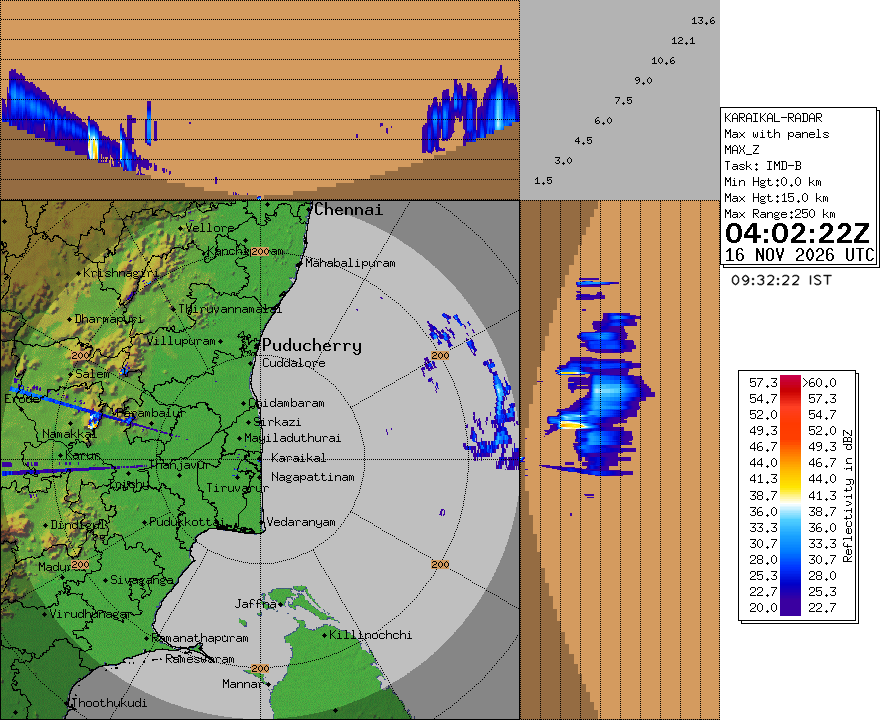 13.6
12.1
10.6
9.0
7.5
6.0
4.5
3.0
1.5
KARAIKAL-RADAR
Max with panels
MAX_Z
Task: IMD-B
Min Hgt:0.0 km
Max Hgt:15.0 km
Max Range:250 km
04:02:22Z
16 NOV 2026 UTC
09:32:22 IST
Chennai
Vellore
200
Mahabalipuram
Krishnagiri
Thiruvannamalai
Dharmapuri
Villupuram
Puducherry
200
200
Cuddalore
Salem
Erode
Chidambaram
Perambalur
Sirkazi
Namakkal
Mayiladuthurai
Karur
Thanjavur
Karaikal
Nagapattinam
Tiruvarur
Dindigul
Pudukkottai
Vedaranyam
200
200
Sivaganga
Jaffna
Virudhunagar
Killinochchi
Ramanathapuram
Rameswaram
200
Mannar
Thoothukudi
57.3 >60.0
54.7 57.3
52.0 54.7
49.3 52.0
46.7 49.3
44.0 46.7
41.3 44.0
38.7 41.3
36.0 38.7
33.3 36.0
30.7 33.3
28.0 30.7
25.3 28.0
22.7 25.3
20.0 22.7
Reflectivity in dBZ